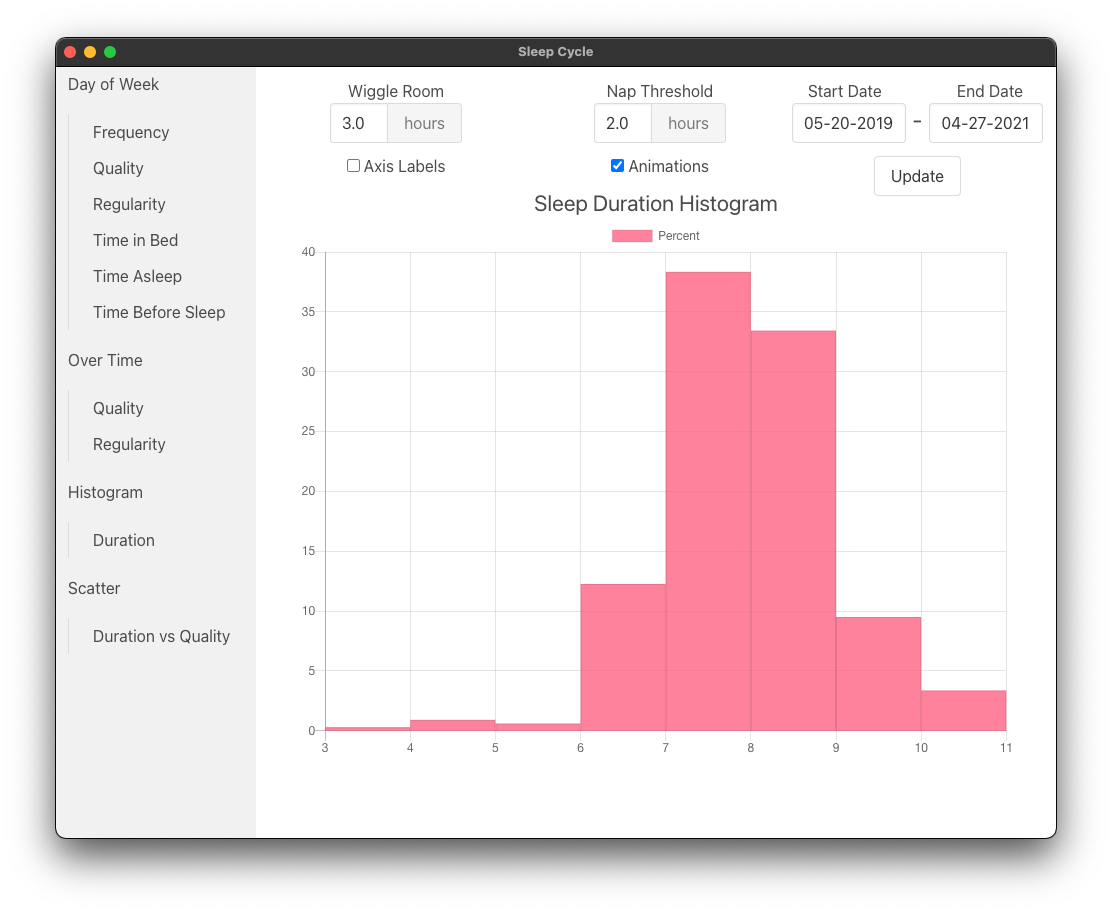 Sleep Cycle
Day of Week
Frequency
Quality
Regularity
Time in Bed
Time Asleep
Time Before Sleep
Over Time
Quality
Regularity
Histogram
Duration
Scatter
Duration vs Quality
Wiggle Room
3.0 hours
Axis Labels
Nap Threshold
2.0 hours
Animations
Start Date End Date
05-20-2019 - 04-27-2021
Update
Sleep Duration Histogram
Percent
40
35
30
25
20
15
10
5
0
3 4 5 6 7 8 9 10 11